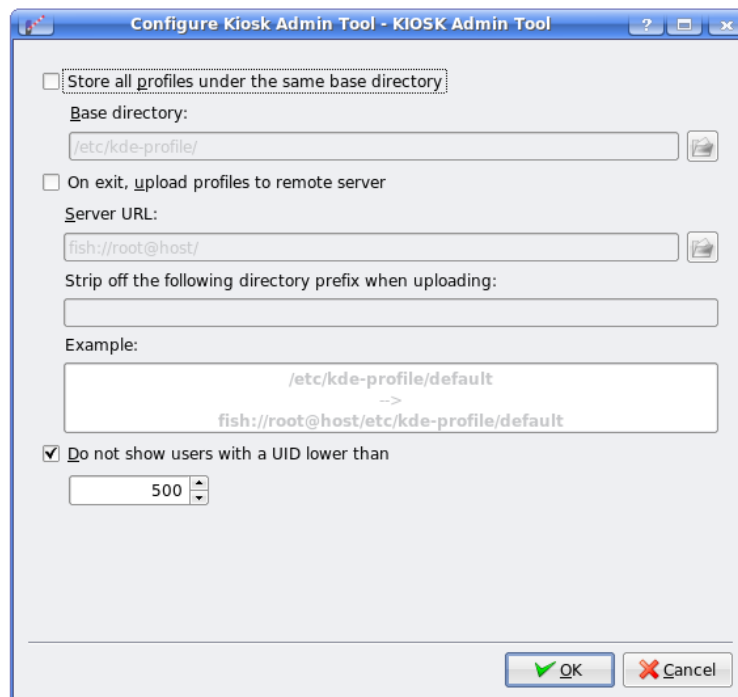 Configure Kiosk Admin Tool - KIOSK Admin Tool
Store all profiles under the same base directory
Base directory:
/etc/kde-profile/
On exit, upload profiles to remote server
Server URL:
fish://root@host/
Strip off the following directory prefix when uploading:
Example:
/etc/kde-profile/default
-->
fish://root@host/etc/kde-profile/default
Do not show users with a UID lower than
500
OK
Cancel